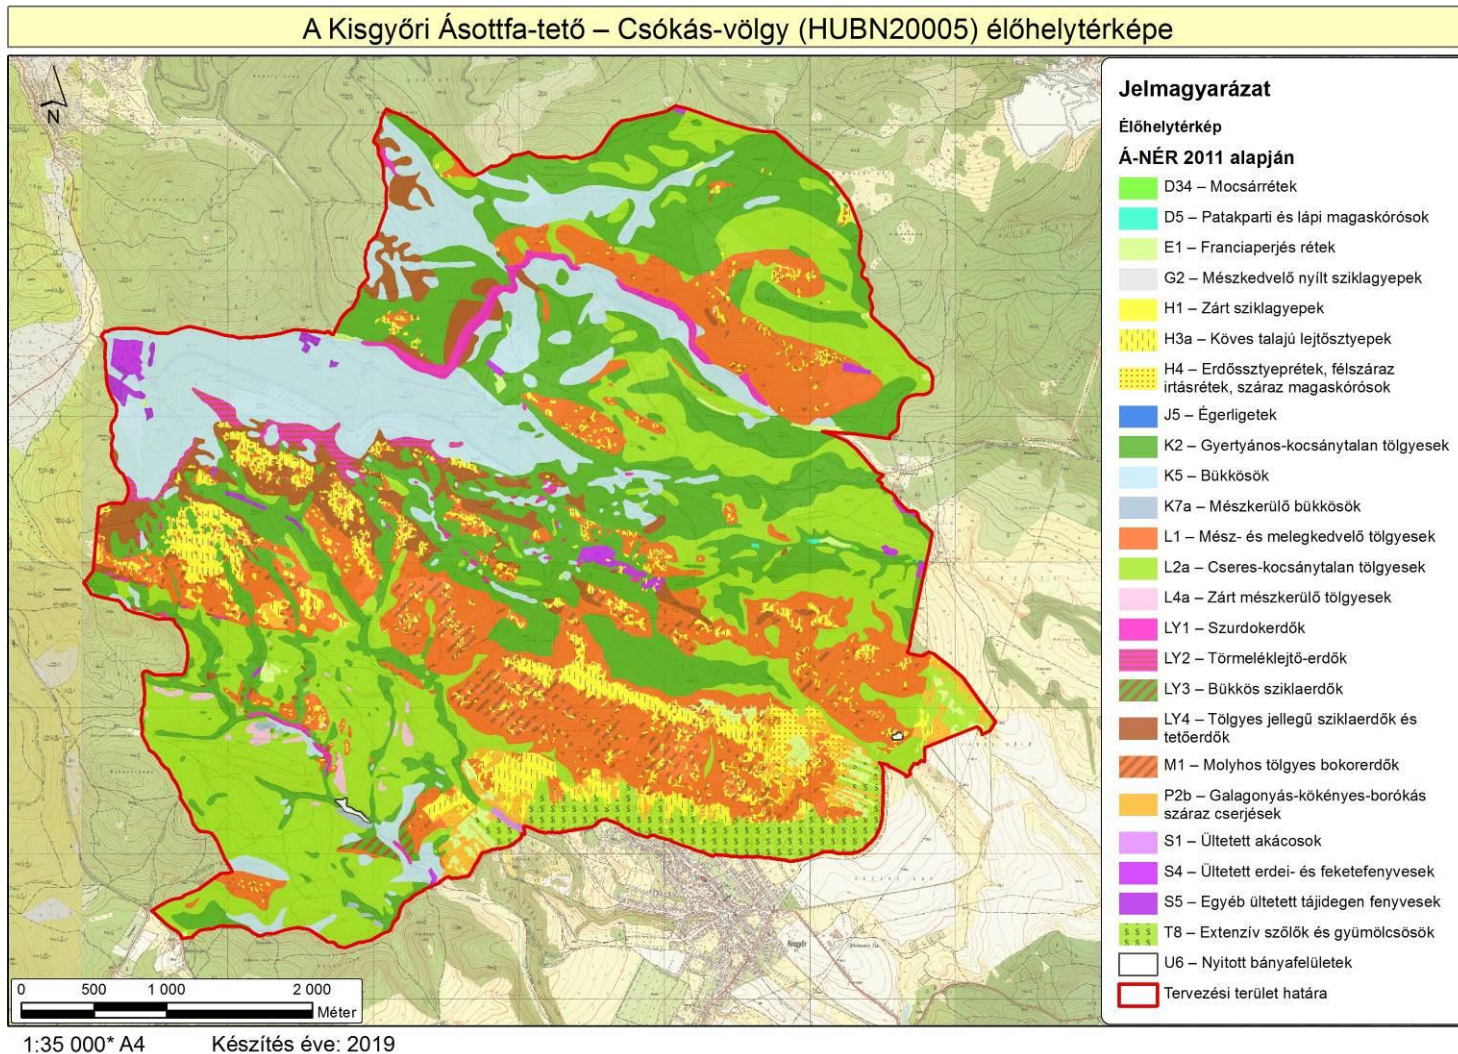 A Kisgyőri Ásottfa-tető – Csókás-völgy (HUBN20005) élőhelytérképe
N
Jelmagyarázat
Élőhelytérkép
Á-NÉR 2011 alapján
D34 – Mocsárrétek
D5 – Patakparti és lápi magaskórósok
E1 – Franciaperjés rétek
G2 – Mészkedvelő nyílt sziklagyepek
H1 – Zárt sziklagyepek
H3a – Köves talajú lejtősztyepek
H4 – Erdőssztyeprétek, félszáraz
irtásrétek, száraz magaskórósok
J5 – Égerligetek
K2 – Gyertyános-kocsánytalan tölgyesek
K5 – Bükkösök
K7a – Mészkerülő bükkösök
L1 – Mész- és melegkedvelő tölgyesek
L2a – Cseres-kocsánytalan tölgyesek
L4a – Zárt mészkerülő tölgyesek
LY1 – Szurdokerdők
LY2 – Törmeléklejtő-erdők
LY3 – Bükkös sziklaerdők
LY4 – Tölgyes jellegű sziklaerdők és
tetőerdők
M1 – Molyhos tölgyes bokorerdők
P2b – Galagonyás-kökényes-borókás
száraz cserjések
S1 – Ültetett akácosok
S4 – Ültetett erdei- és feketefenyvesek
S5 – Egyéb ültetett tájidegen fenyvesek
T8 – Extenzív szőlők és gyümölcsösök
U6 – Nyitott bányafelületek
Tervezési terület határa
Kisgyőr
0 500 1 000 2 000
Méter
1:35 000* A4 Készítés éve: 2019